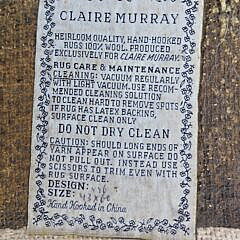 CLAIRE MURRAY
HEIRLOOM QUALITY, HAND-HOOKED
RUGS 100% WOOL. PRODUCED
EXCLUSIVELY FOR CLAIRE MURRAY.
RUG CARE & MAINTENANCE
CLEANING: VACUUM REGULARLY
WITH LIGHT VACUUM. USE RECOM-
MENDED CLEANING SOLUTION
TO CLEAN HARD TO REMOVE SPOTS
IF RUG HAS LATEX BACKING,
SURFACE CLEAN ONLY.
DO NOT DRY CLEAN
CAUTION: SHOULD LONG ENDS OF
YARN APPEAR ON SURFACE DO
NOT PULL OUT. INSTEAD USE
SCISSORS TO TRIM EVEN WITH
RUG SURFACE.
DESIGN:
SIZE:
Hand Hooked in China